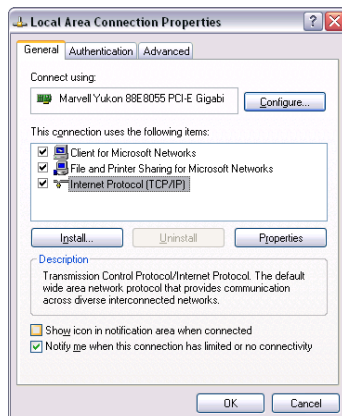 Local Area Connection Properties
General Authentication Advanced
Connect using:
Marvell Yukon 88E8055 PCI-E Gigabi
Configure...
This connection uses the following items:
Client for Microsoft Networks
File and Printer Sharing for Microsoft Networks
Internet Protocol (TCP/IP)
Install... Uninstall Properties
Description
Transmission Control Protocol/Internet Protocol. The default
wide area network protocol that provides communication
across diverse interconnected networks.
Show icon in notification area when connected
Notify me when this connection has limited or no connectivity
OK Cancel